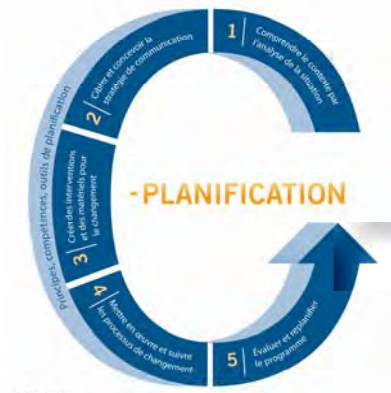 1
Comprendre le contexte par
l'analyse de la situation
2
Cibler et concevoir la
stratégie de communication
3
Créer des interventions
et des matériels pour
le changement
4
Mettre en œuvre et suivre
les processus de changement
5
Évaluer et replanifier
le programme
Principes, compétences, outils de planification
-PLANIFICATION